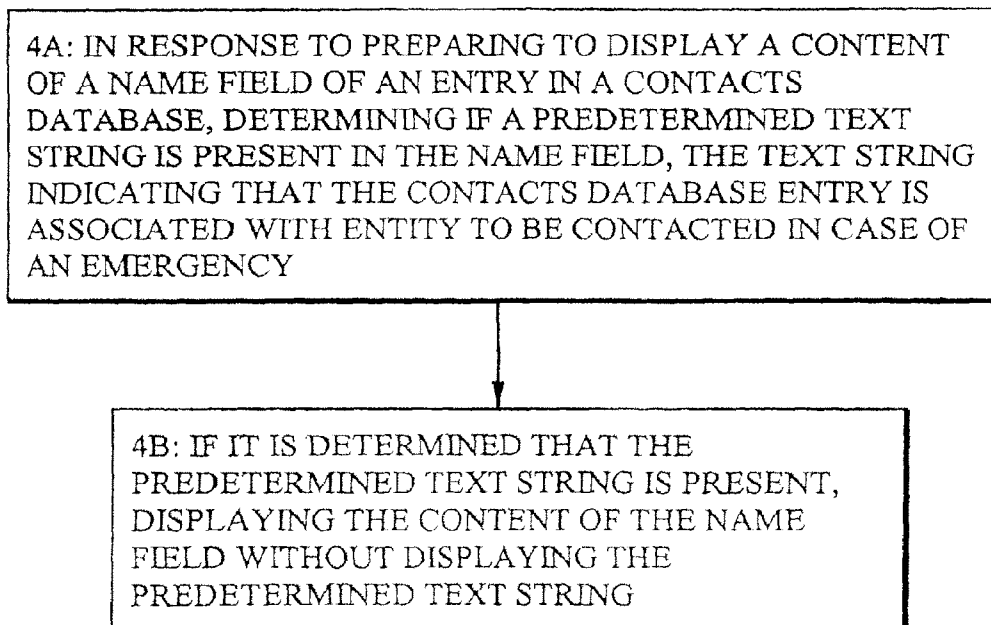 4A: IN RESPONSE TO PREPARING TO DISPLAY A CONTENT
OF A NAME FIELD OF AN ENTRY IN A CONTACTS
DATABASE, DETERMINING IF A PREDETERMINED TEXT
STRING IS PRESENT IN THE NAME FIELD, THE TEXT STRING
INDICATING THAT THE CONTACTS DATABASE ENTRY IS
ASSOCIATED WITH ENTITY TO BE CONTACTED IN CASE OF
AN EMERGENCY
4B: IF IT IS DETERMINED THAT THE
PREDETERMINED TEXT STRING IS PRESENT,
DISPLAYING THE CONTENT OF THE NAME
FIELD WITHOUT DISPLAYING THE
PREDETERMINED TEXT STRING